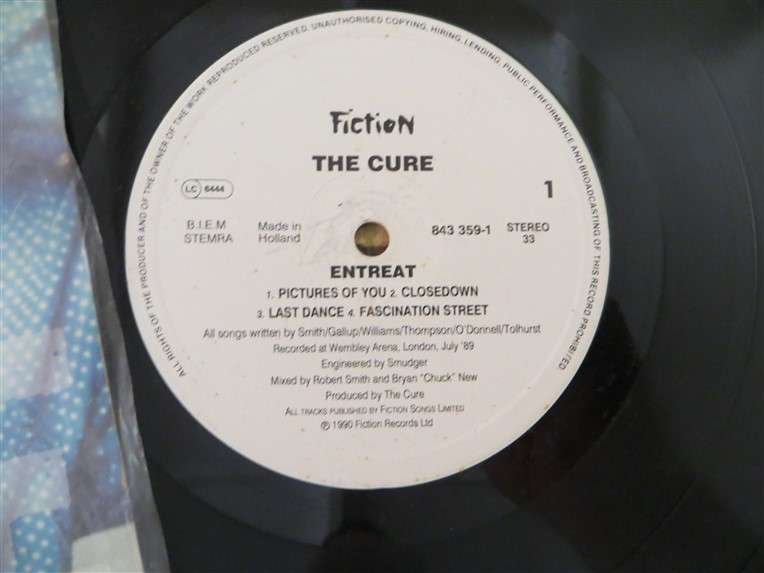 ALL RIGHTS OF THE PRODUCER AND OF THE OWNER OF THE WORK REPRODUCED RESERVED. UNAUTHORISED COPYING, HIRING, LENDING, PUBLIC PERFORMANCE AND BROADCASTING OF THIS RECORD PROHIBITED
Fiction
THE CURE
LC 6444
1
B.I.E.M Made in 843 359-1 STEREO
STEMRA Holland 33
ENTREAT
1. PICTURES OF YOU 2. CLOSEDOWN
3. LAST DANCE 4. FASCINATION STREET
All songs written by Smith/Gallup/Williams/Thompson/O'Donnell/Tolhurst
Recorded at Wembley Arena, London, July '89
Engineered by Smudger
Mixed by Robert Smith and Bryan "Chuck" New
Produced by The Cure
ALL TRACKS PUBLISHED BY FICTION SONGS LIMITED
℗ 1990 Fiction Records Ltd